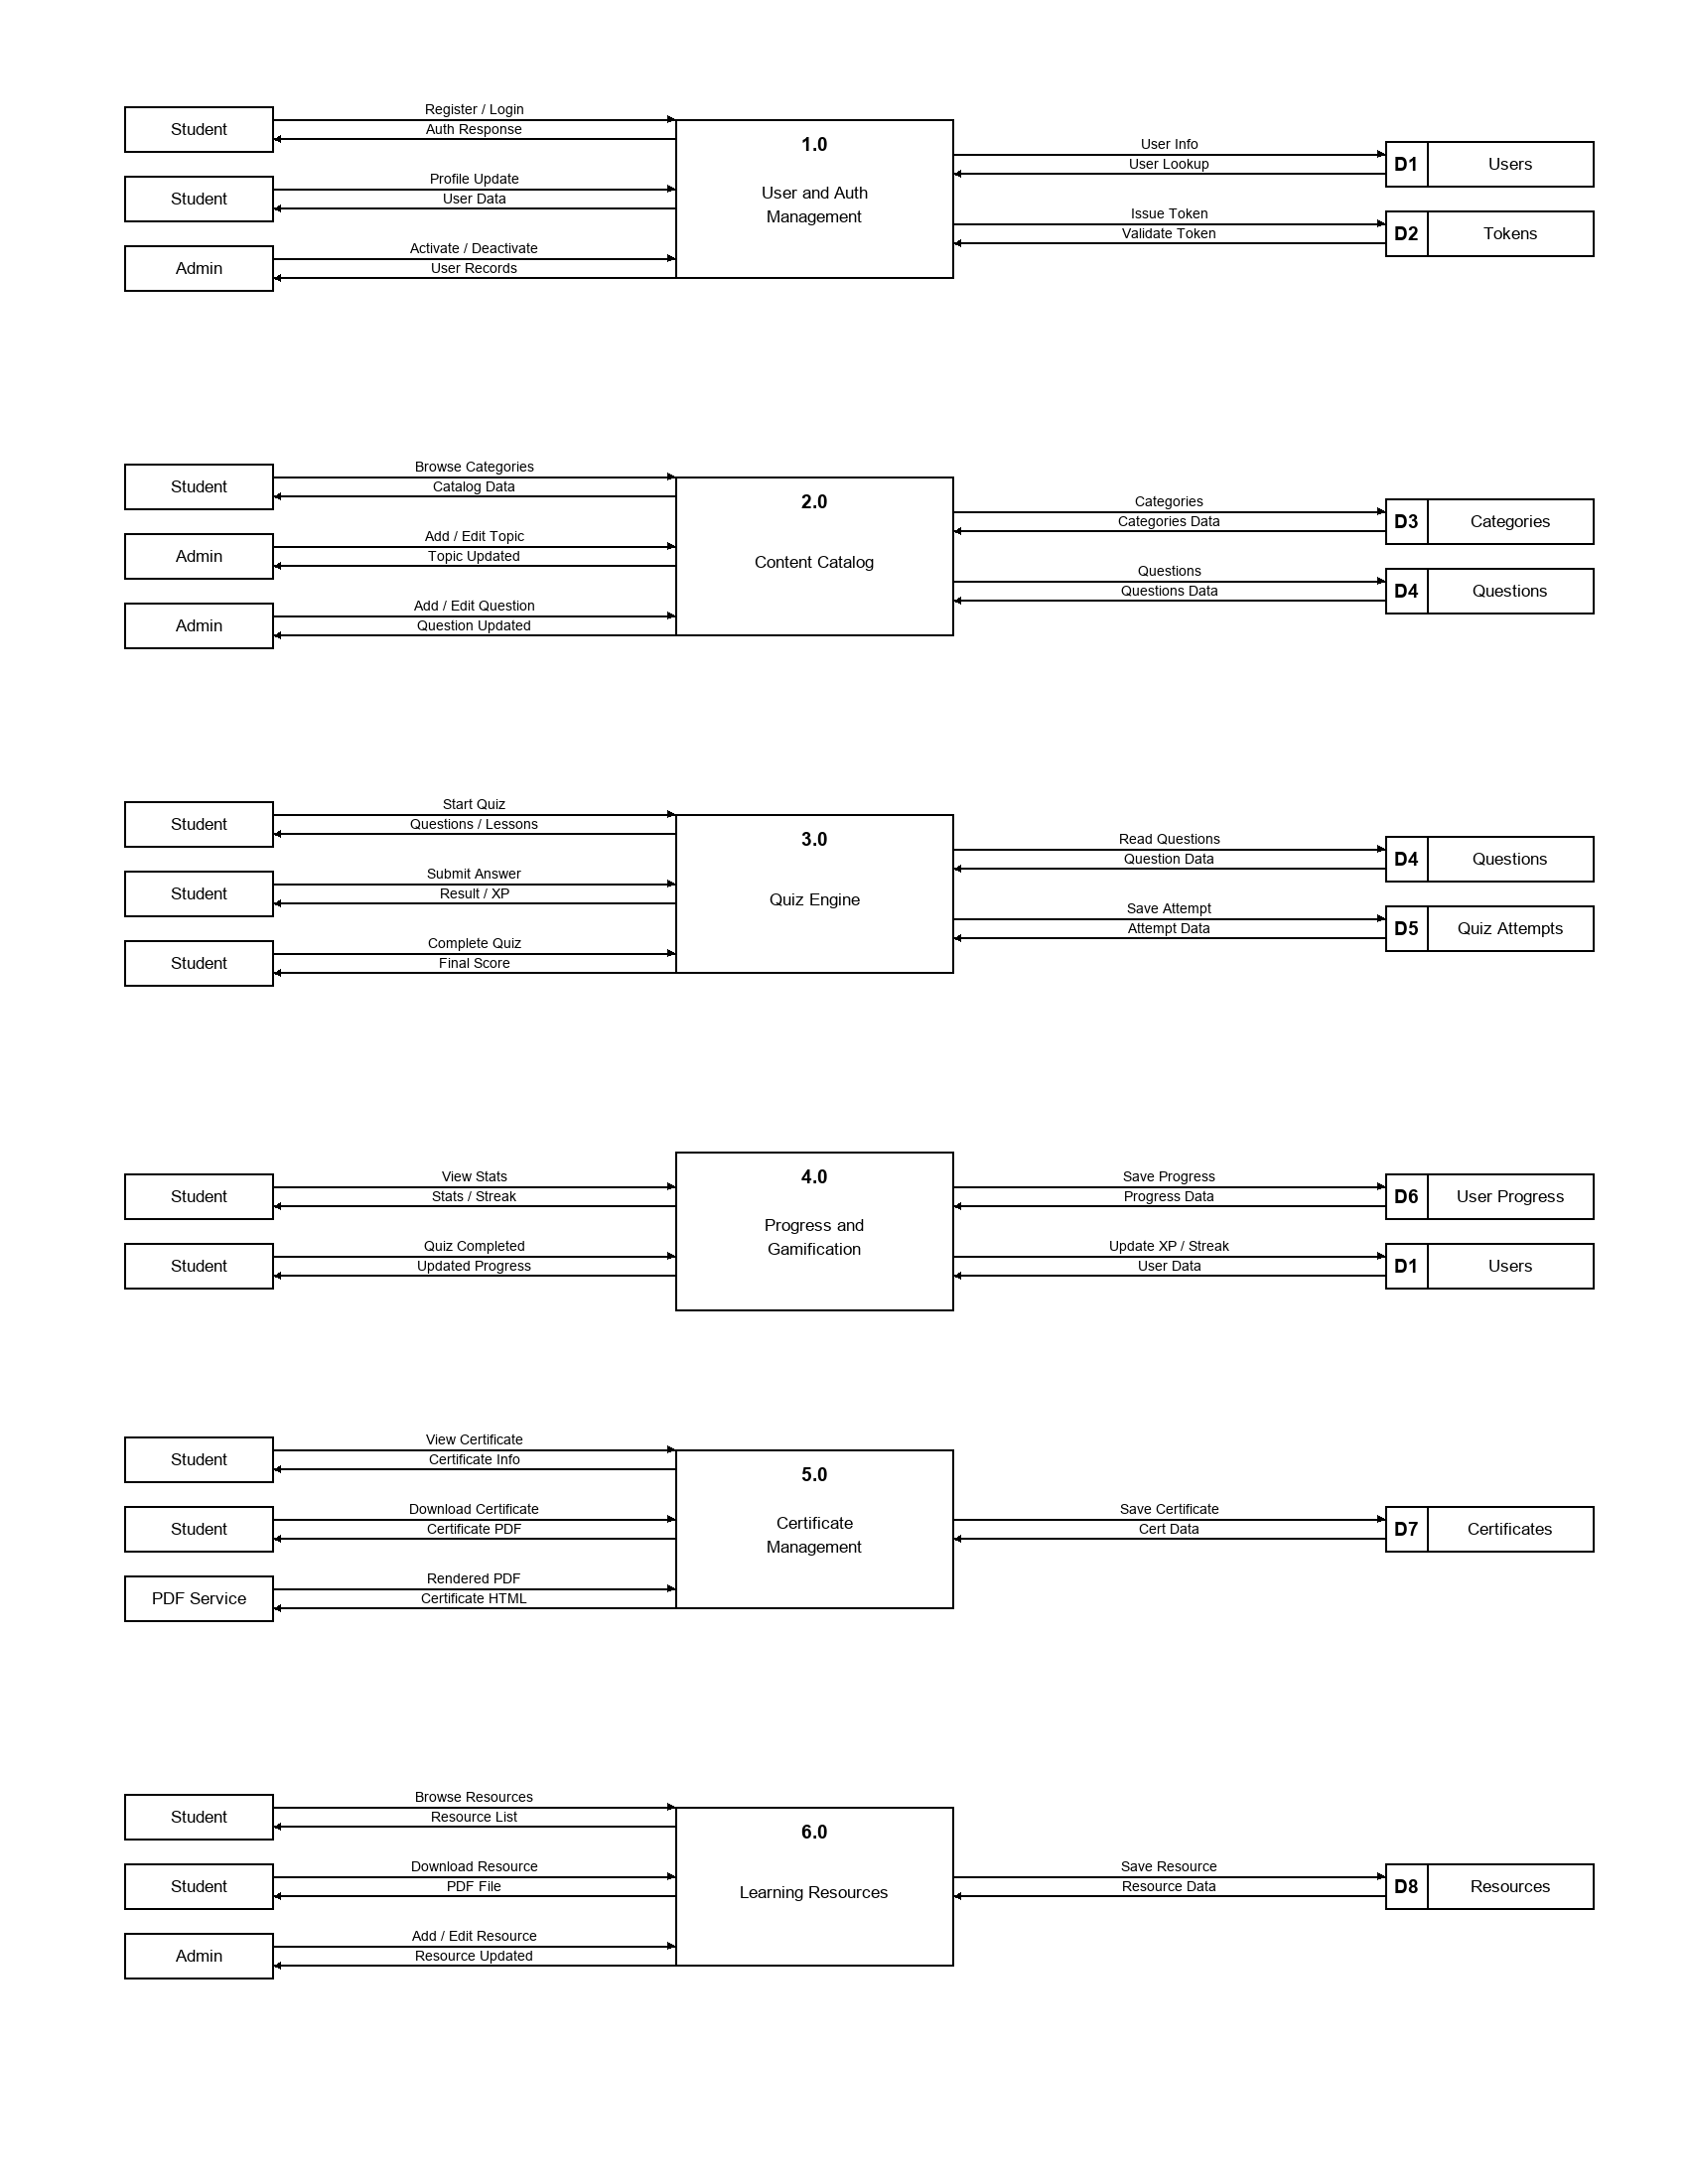 Student
Register / Login
Auth Response
Student
Profile Update
User Data
Admin
Activate / Deactivate
User Records
1.0
User and Auth
Management
User Info
User Lookup
D1 Users
Issue Token
Validate Token
D2 Tokens
Student
Browse Categories
Catalog Data
Admin
Add / Edit Topic
Topic Updated
Admin
Add / Edit Question
Question Updated
2.0
Content Catalog
Categories
Categories Data
D3 Categories
Questions
Questions Data
D4 Questions
Student
Start Quiz
Questions / Lessons
Student
Submit Answer
Result / XP
Student
Complete Quiz
Final Score
3.0
Quiz Engine
Read Questions
Question Data
D4 Questions
Save Attempt
Attempt Data
D5 Quiz Attempts
Student
View Stats
Stats / Streak
Student
Quiz Completed
Updated Progress
4.0
Progress and
Gamification
Save Progress
Progress Data
D6 User Progress
Update XP / Streak
User Data
D1 Users
Student
View Certificate
Certificate Info
Student
Download Certificate
Certificate PDF
PDF Service
Rendered PDF
Certificate HTML
5.0
Certificate
Management
Save Certificate
Cert Data
D7 Certificates
Student
Browse Resources
Resource List
Student
Download Resource
PDF File
Admin
Add / Edit Resource
Resource Updated
6.0
Learning Resources
Save Resource
Resource Data
D8 Resources